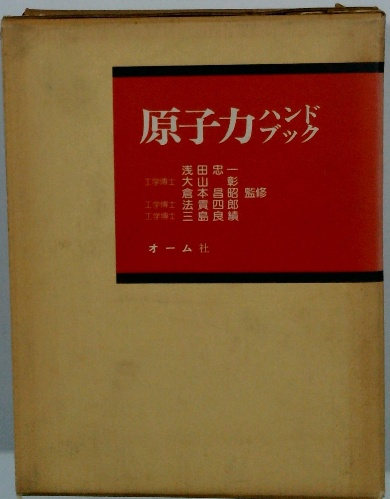 原子力ハンドブック
浅田忠一
工学博士 大山 彰
倉本昌昭 監修
工学博士 法貴四郎
工学博士 三島良績
オーム社